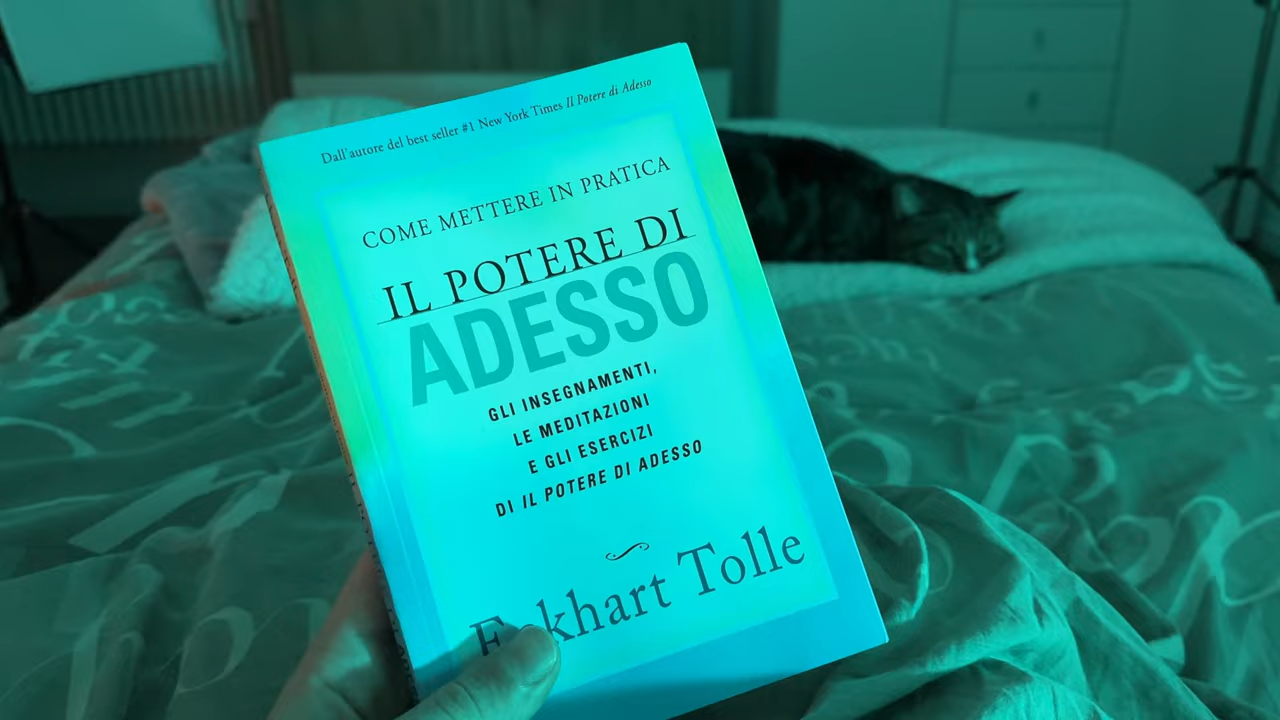 Dall'autore del best seller #1 New York Times Il Potere di Adesso
COME METTERE IN PRATICA
IL POTERE DI
ADESSO
GLI INSEGNAMENTI,
LE MEDITAZIONI
E GLI ESERCIZI
DI IL POTERE DI ADESSO
Eckhart Tolle